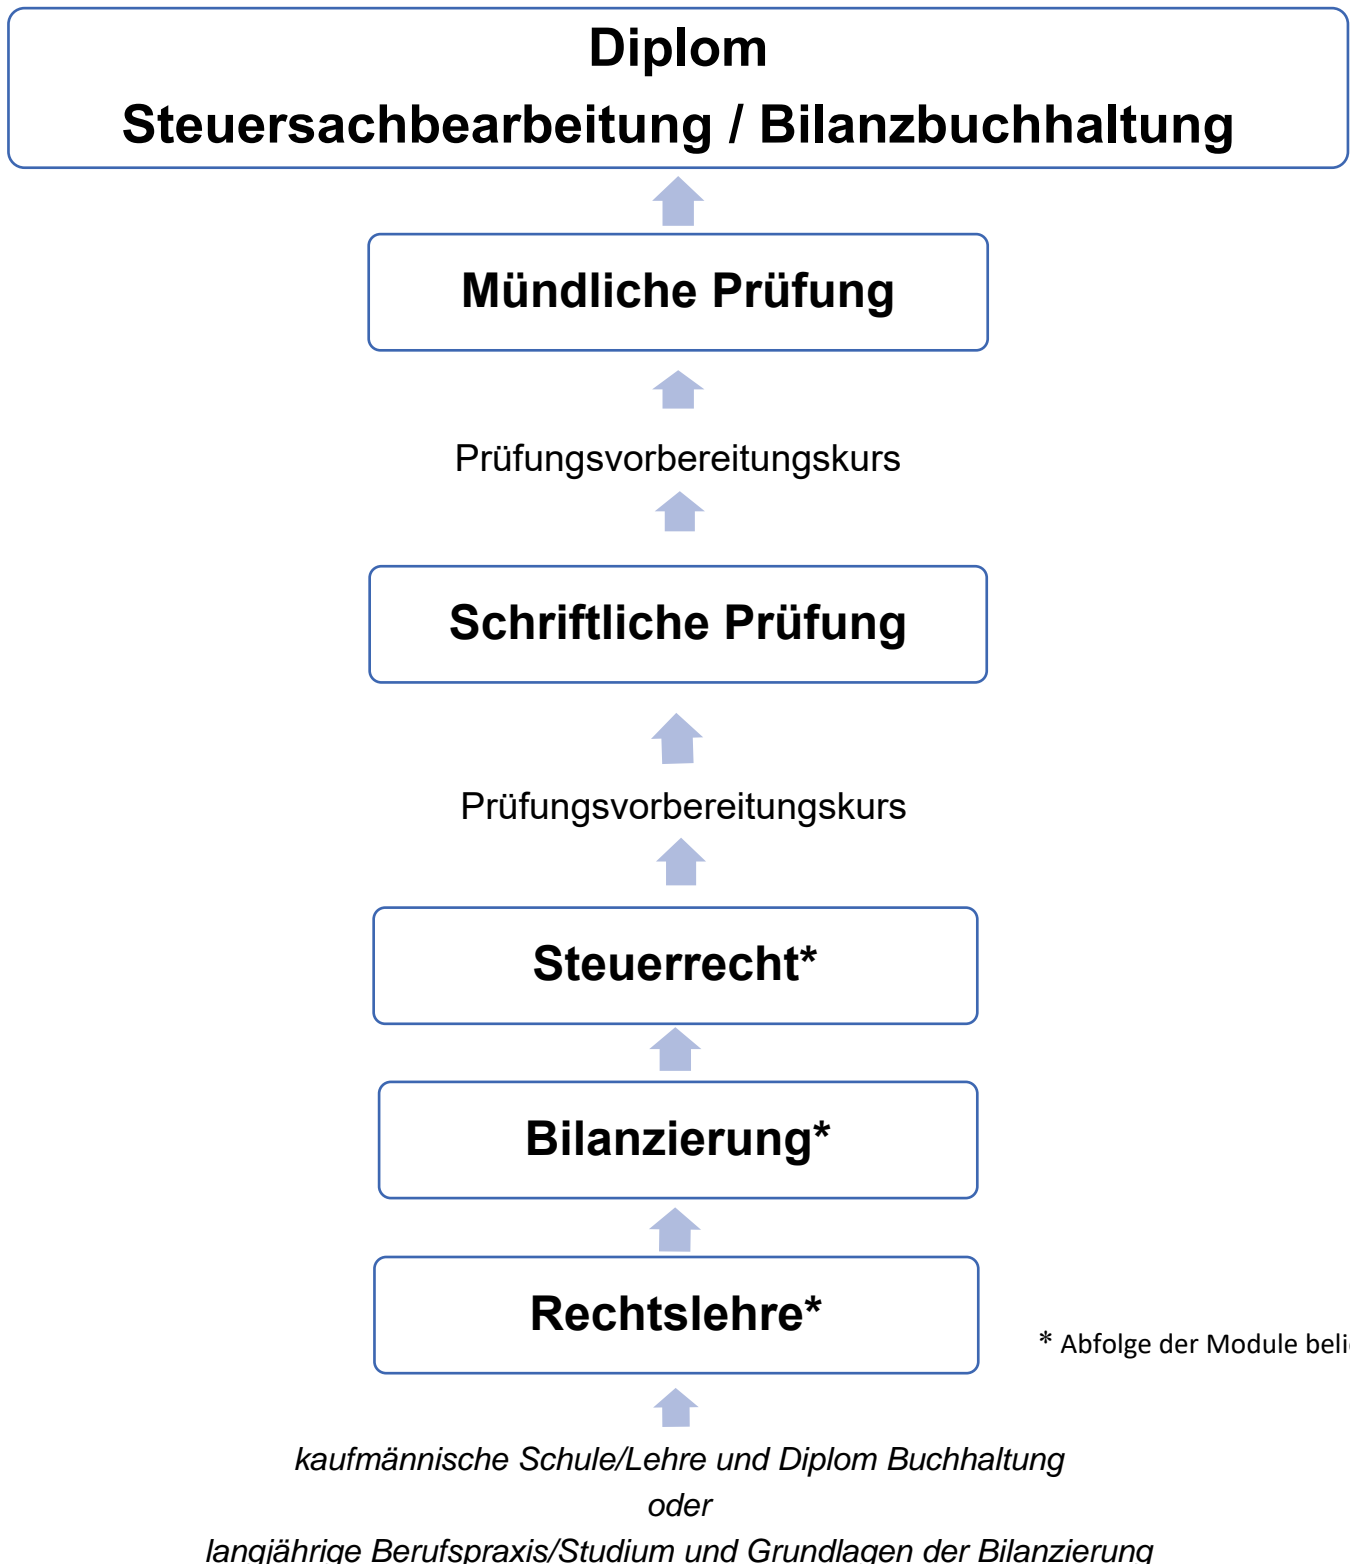 Diplom
Steuersachbearbeitung / Bilanzbuchhaltung
Mündliche Prüfung
Prüfungsvorbereitungskurs
Schriftliche Prüfung
Prüfungsvorbereitungskurs
Steuerrecht*
Bilanzierung*
Rechtslehre*
* Abfolge der Module
kaufmännische Schule/Lehre und Diplom Buchhaltung
oder
langjährige Berufspraxis/Studium und Grundlagen der Bilanzierung